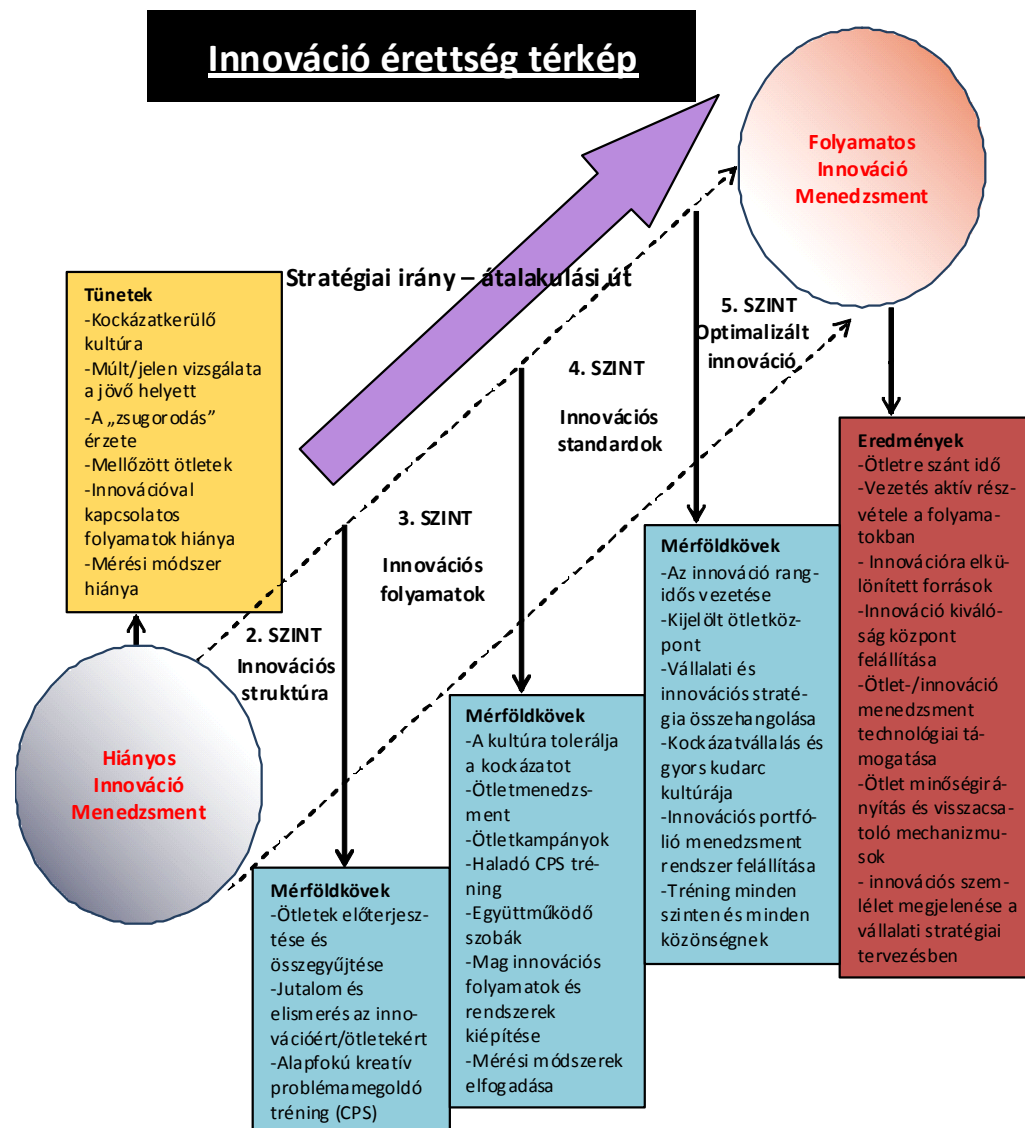 Innováció érettség térkép
Folyamatos
Innováció
Menedzsment
Stratégiai irány – átalakulási út
Tünetek
-Kockázatkerülő
kultúra
-Múlt/jelen vizsgálata
a jövő helyett
-A „zsugorodás”
érzete
-Mellőzött ötletek
-Innovációval
kapcsolatos
folyamatok hiánya
-Mérési módszer
hiánya
Hiányos
Innováció
Menedzsment
2. SZINT
Innovációs
struktúra
3. SZINT
Innovációs
folyamatok
4. SZINT
Innovációs
standardok
5. SZINT
Optimalizált
innováció
Mérföldkövek
-Ötletek előterjesz-
tése és
összegyűjtése
-Jutalom és
elismerés az inno-
vációért/ötletekért
-Alapfokú kreatív
problémamegoldó
tréning (CPS)
Mérföldkövek
-A kultúra tolerálja
a kockázatot
-Ötletmenedzs-
ment
-Ötletkampányok
-Haladó CPS tré-
ning
-Együttműködő
szobák
-Mag innovációs
folyamatok és
rendszerek
kiépítése
-Mérési módszerek
elfogadása
Mérföldkövek
-Az innováció rang-
idős vezetése
-Kijelölt ötletköz-
pont
-Vállalati és
innovációs straté-
gia összehangolása
-Kockázatvállalás és
gyors kudarc
kultúrája
-Innovációs portfó-
lió menedzsment
rendszer felállítása
-Tréning minden
szinten és minden
közönségnek
Eredmények
-Ötletre szánt idő
-Vezetés aktív rész-
vétele a folyama-
tokban
- Innovációra elkü-
lönített források
-Innováció kiváló-
ság központ
felállítása
-Ötlet-/innováció
menedzsment
technológiai tá-
mogatása
-Ötlet minőségirá-
nyítás és visszacsa-
toló mechanizmu-
sok
- innovációs szem-
lélet megjelenése a
vállalati stratégiai
tervezésben